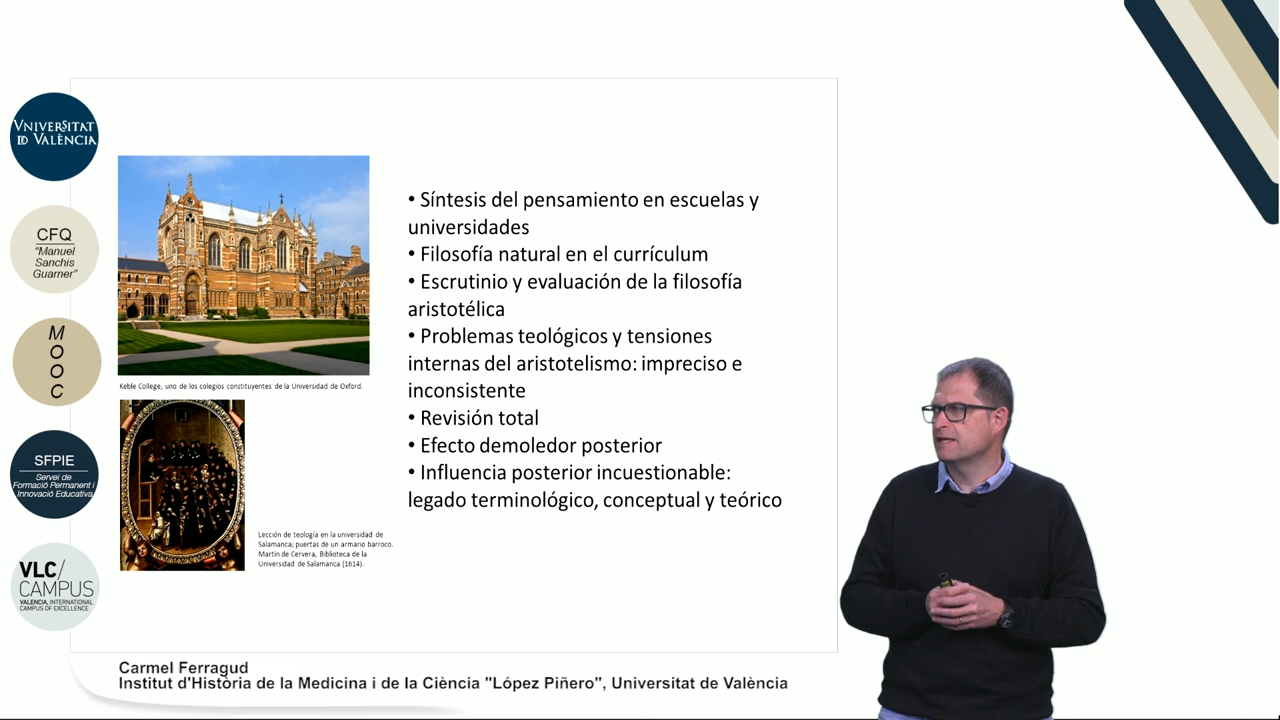 VNIVERSITAT
ID VALÈNCIA
CFQ
"Manuel
Sanchis
Guarner"
M
O
O
C
SFPIE
Servei de
Formació Permanent i
Innovació Educativa
VLC/
CAMPUS
VALENCIA, INTERNATIONAL
CAMPUS OF EXCELLENCE
Keble College, uno de los colegios constituyentes de la Universidad de Oxford.
Lección de teología en la universidad de
Salamanca; puertas de un armario barroco.
Martín de Cervera, Biblioteca de la
Universidad de Salamanca (1614).
• Síntesis del pensamiento en escuelas y
universidades
• Filosofía natural en el currículum
• Escrutinio y evaluación de la filosofía
aristotélica
• Problemas teológicos y tensiones
internas del aristotelismo: impreciso e
inconsistente
• Revisión total
• Efecto demoledor posterior
• Influencia posterior incuestionable:
legado terminológico, conceptual y teórico
Carmel Ferragud
Institut d'Història de la Medicina i de la Ciència "López Piñero", Universitat de València